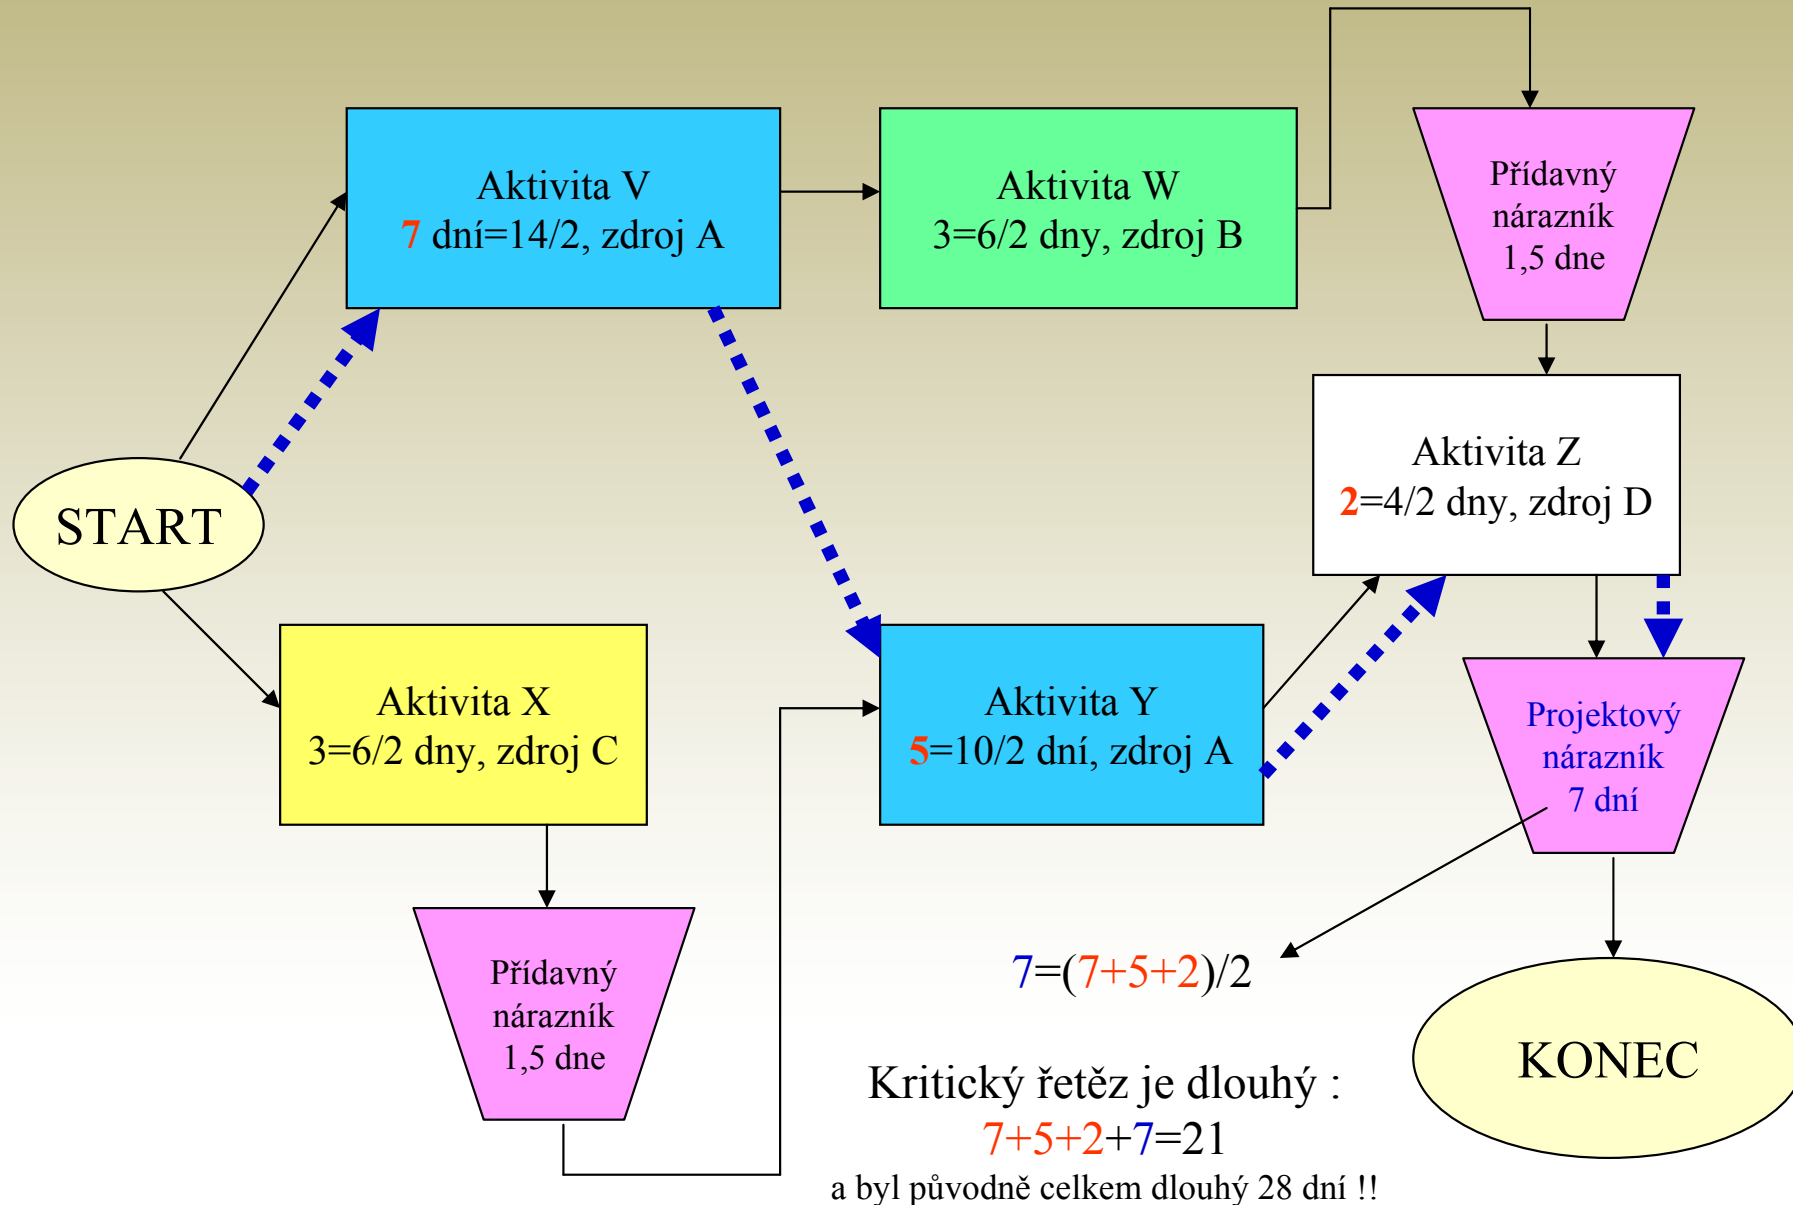 Aktivita V
7 dní=14/2, zdroj A
Aktivita W
3=6/2 dny, zdroj B
Přídavný
nárazník
1,5 dne
Aktivita Z
2=4/2 dny, zdroj D
START
Aktivita X
3=6/2 dny, zdroj C
Aktivita Y
5=10/2 dní, zdroj A
Projektový
nárazník
7 dní
Přídavný
nárazník
1,5 dne
7=(7+5+2)/2
KONEC
Kritický řetěz je dlouhý :
7+5+2+7=21
a byl původně celkem dlouhý 28 dní !!